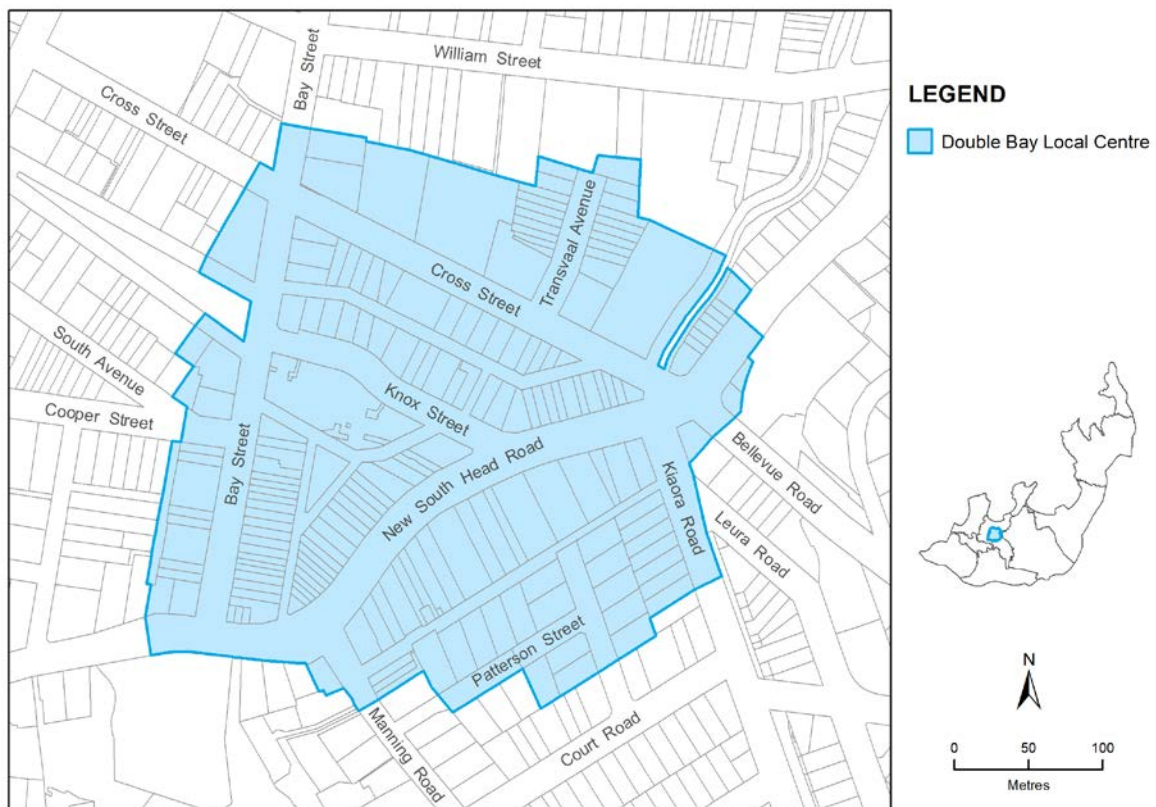 William Street
Bay Street
Cross Street
Transvaal Avenue
Cross Street
South Avenue
Cooper Street
Knox Street
Bay Street
New South Head Road
Bellevue Road
Kiaora Road
Leura Road
Patterson Street
Manning Road
Court Road
LEGEND
Double Bay Local Centre
N
0 50 100
Metres